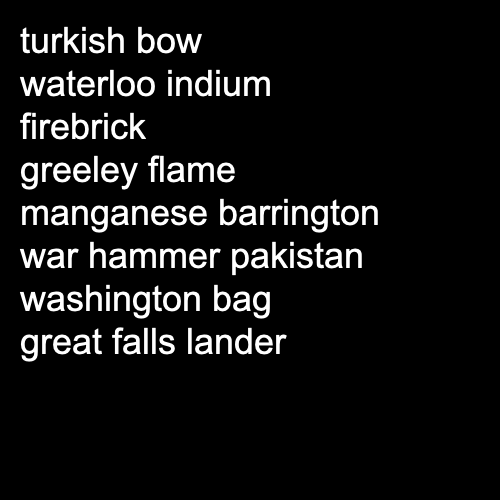 turkish bow
waterloo indium
firebrick
greeley flame
manganese barrington
war hammer pakistan
washington bag
great falls lander